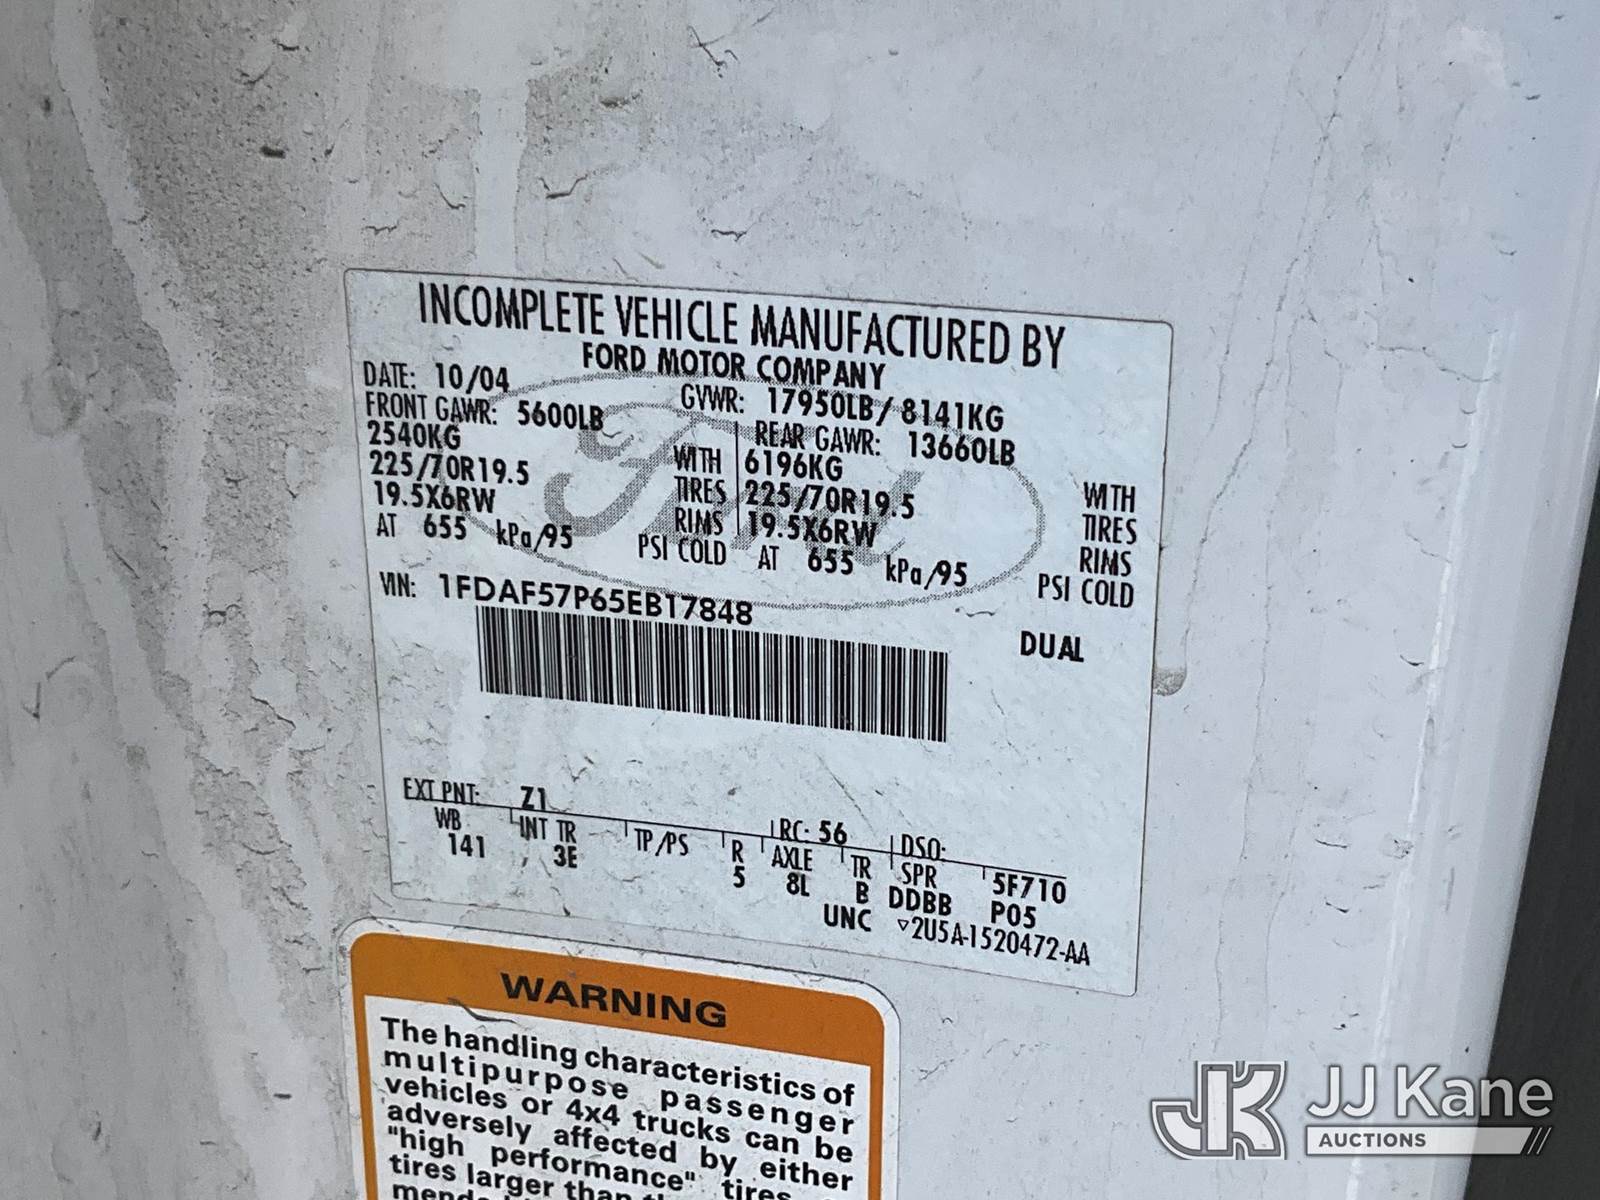 INCOMPLETE VEHICLE MANUFACTURED BY
FORD MOTOR COMPANY
DATE: 10/04 GVWR: 17950LB/ 8141KG
FRONT GAWR: 5600LB REAR GAWR: 13660LB
2540KG WITH 6196KG WITH
225/70R19.5 TIRES 225/70R19.5 TIRES
19.5X6RW RIMS 19.5X6RW RIMS
AT 655 kPa/95 PSI COLD AT 655 kPa/95 PSI COLD
VIN: 1FDAF57P65EB17848
DUAL
EXT PNT: Z1 RC: 56 DSO:
WB INT TR TP/PS R AXLE TR SPR 5F710
141 3E 5 8L B DDBB P05
UNC ▽2U5A-1520472-AA
WARNING
The handling characteristics of
multipurpose passenger
vehicles or 4x4 trucks can be
adversely affected by either
"high performance" tires
tires larger than
JJ Kane
AUCTIONS